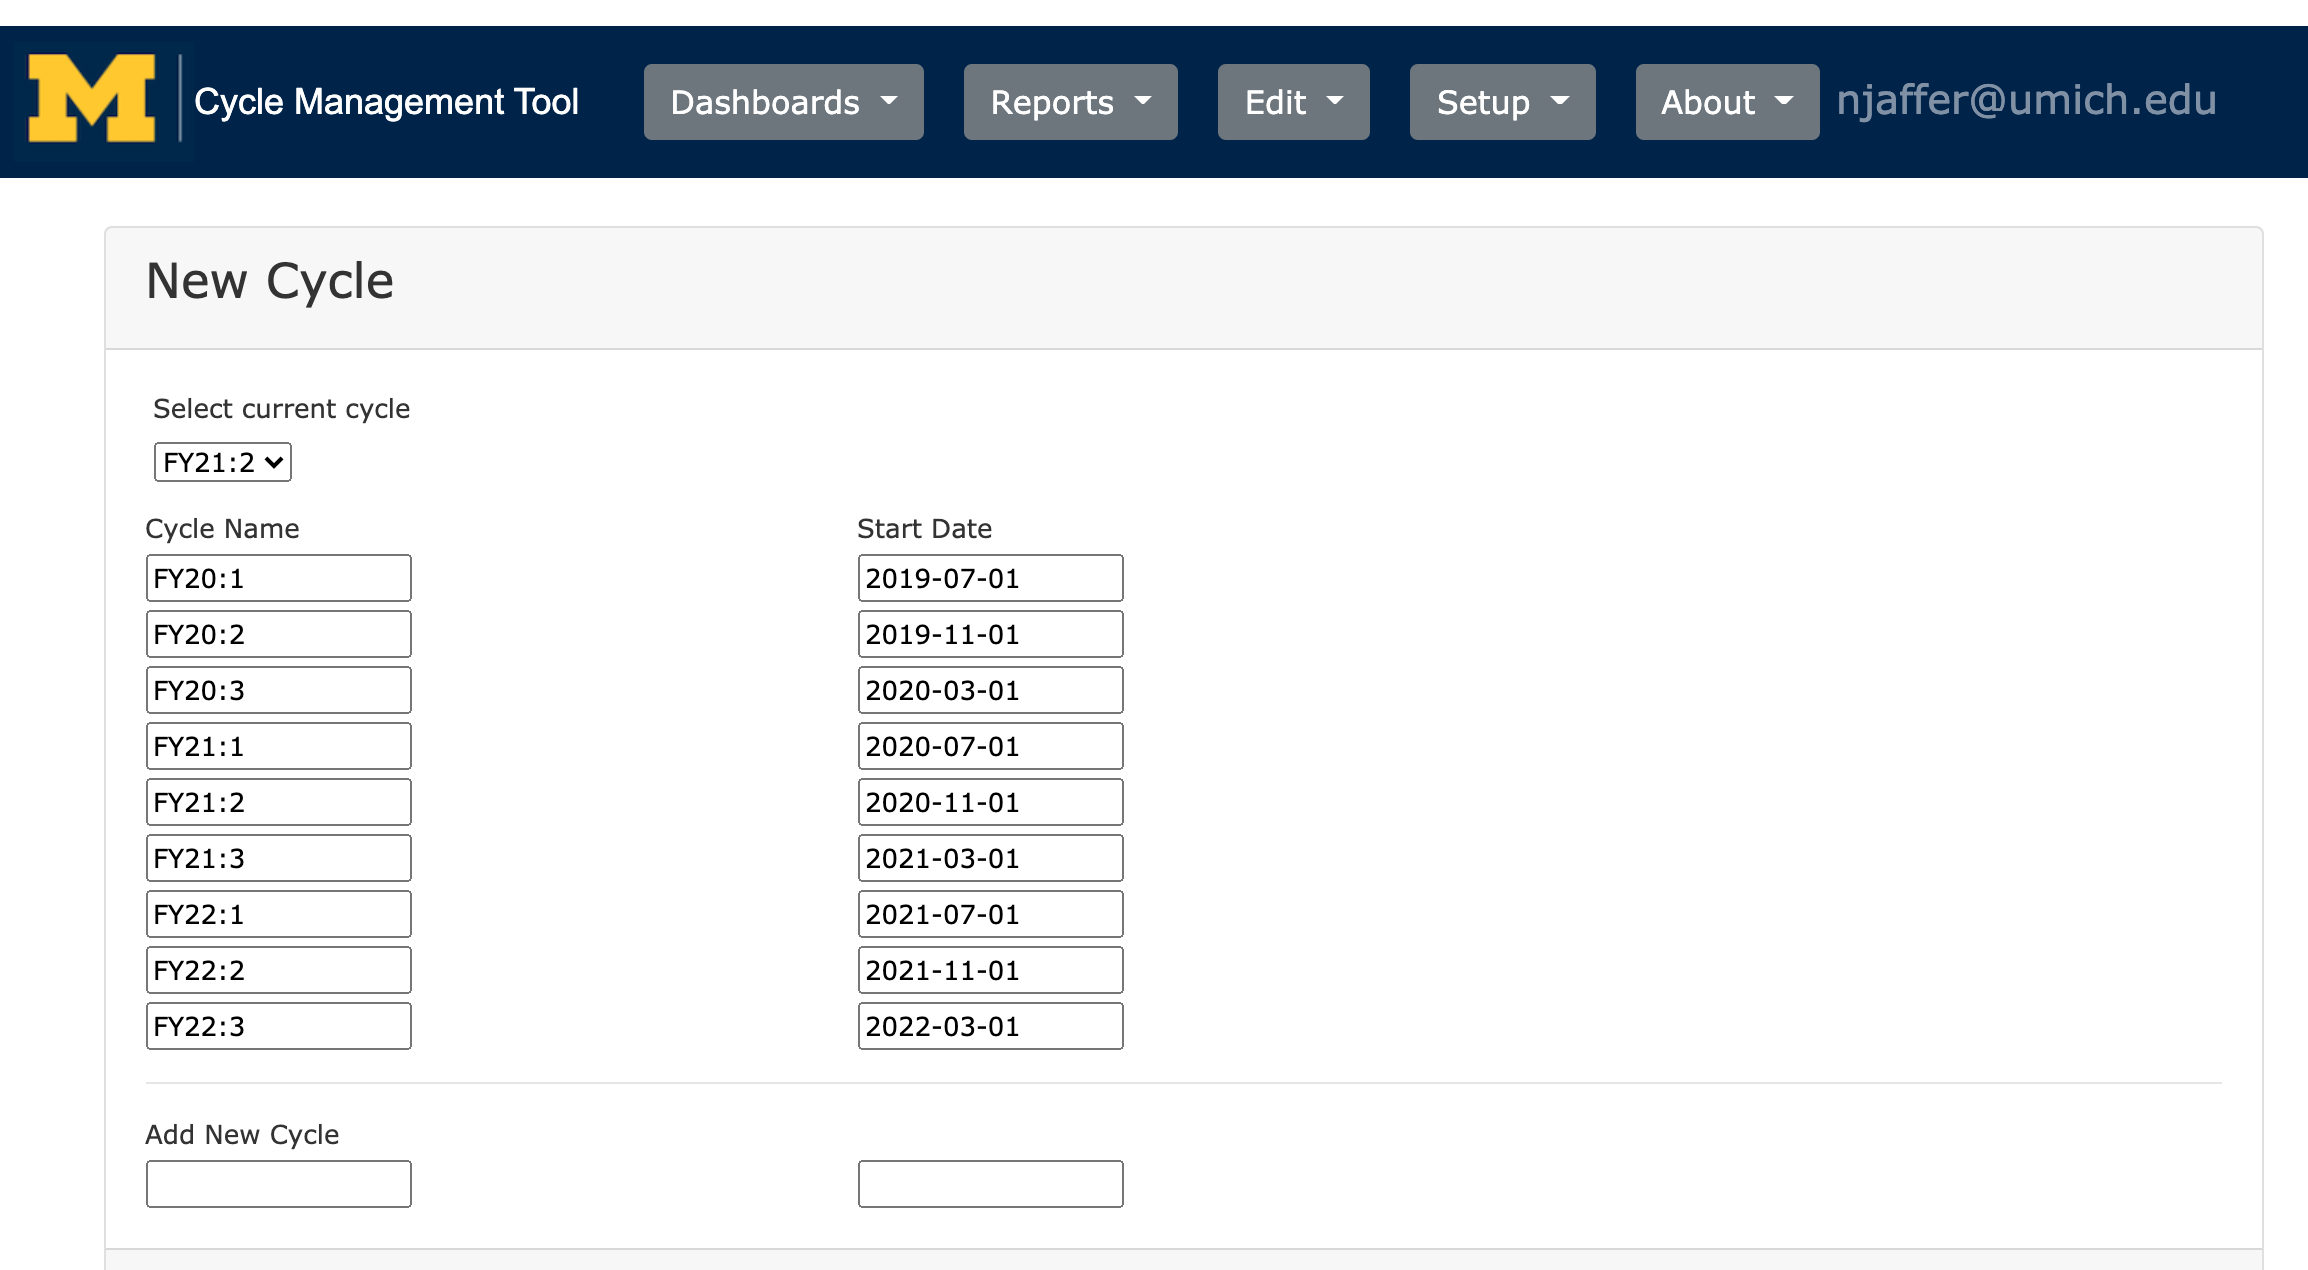 M Cycle Management Tool Dashboards Reports Edit Setup About njaffer@umich.edu
New Cycle
Select current cycle
FY21:2
Cycle Name Start Date
FY20:1 2019-07-01
FY20:2 2019-11-01
FY20:3 2020-03-01
FY21:1 2020-07-01
FY21:2 2020-11-01
FY21:3 2021-03-01
FY22:1 2021-07-01
FY22:2 2021-11-01
FY22:3 2022-03-01
Add New Cycle